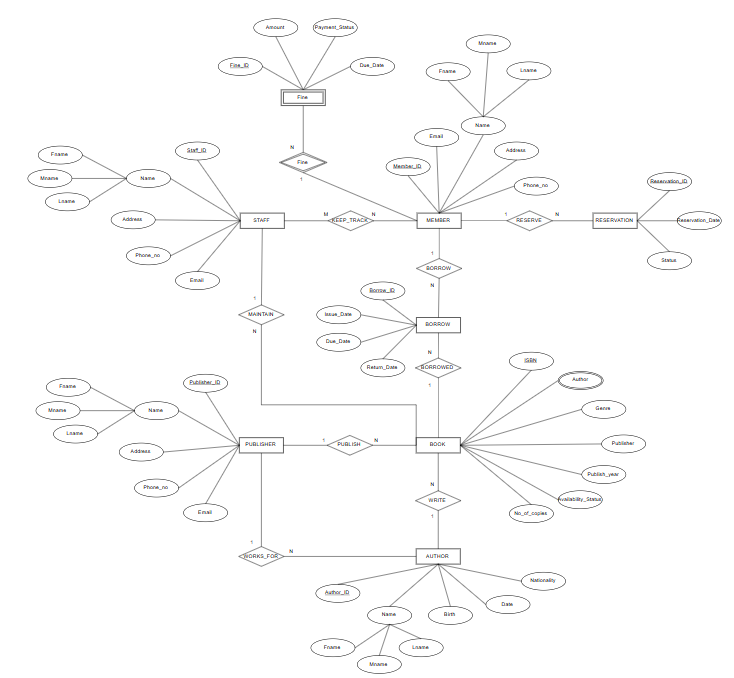 Amount
Payment_Status
Fine_ID
Due_Date
Fine
N
Fine
1
Mname
Fname
Lname
Name
Email
Address
Member_ID
Phone_no
Staff_ID
Fname
Mname
Name
Lname
Address
Phone_no
Email
STAFF
M
KEEP_TRACK
N
MEMBER
1
RESERVE
N
RESERVATION
Reservation_ID
Reservation_Date
Status
1
BORROW
N
Borrow_ID
Issue_Date
Due_Date
Return_Date
BORROW
N
BORROWED
1
1
MAINTAIN
N
Publisher_ID
Fname
Mname
Name
Lname
Address
Phone_no
Email
PUBLISHER
1
PUBLISH
N
BOOK
ISBN
Author
Genre
Publisher
Publish_year
Availability_Status
No_of_copies
N
WRITE
1
1
WORKS_FOR
N
AUTHOR
Author_ID
Name
Birth
Date
Nationality
Fname
Mname
Lname